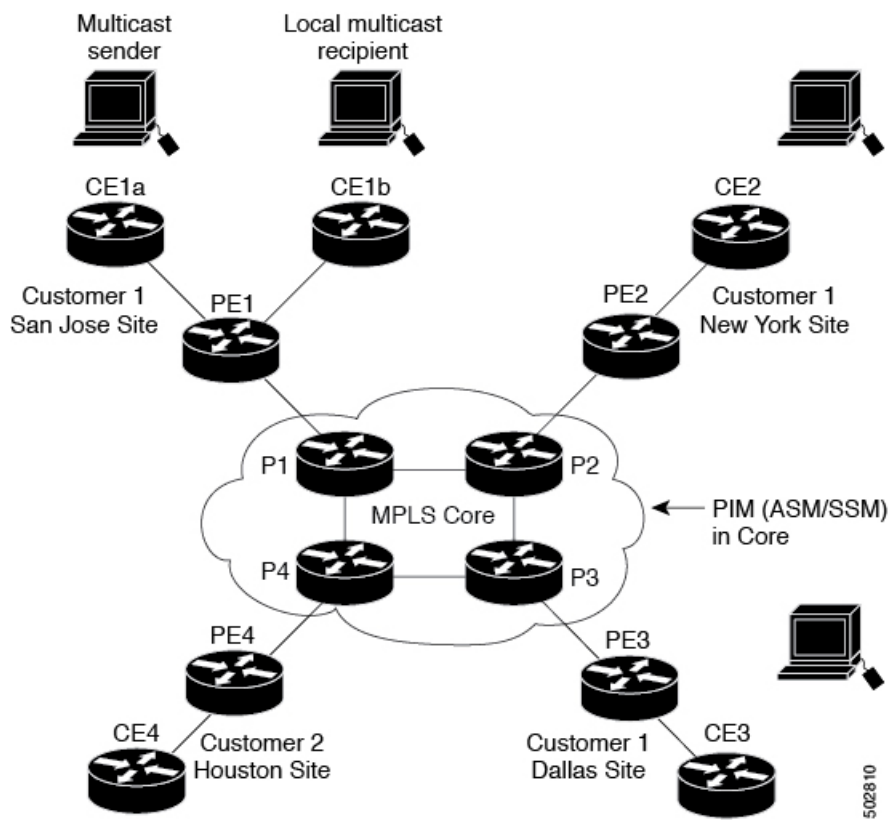 Multicast
sender
Local multicast
recipient
CE1a
CE1b
CE2
Customer 1
San Jose Site
PE1
PE2
Customer 1
New York Site
P1
P2
MPLS Core
PIM (ASM/SSM)
in Core
P4
P3
PE4
PE3
CE4
Customer 2
Houston Site
Customer 1
Dallas Site
CE3
502810